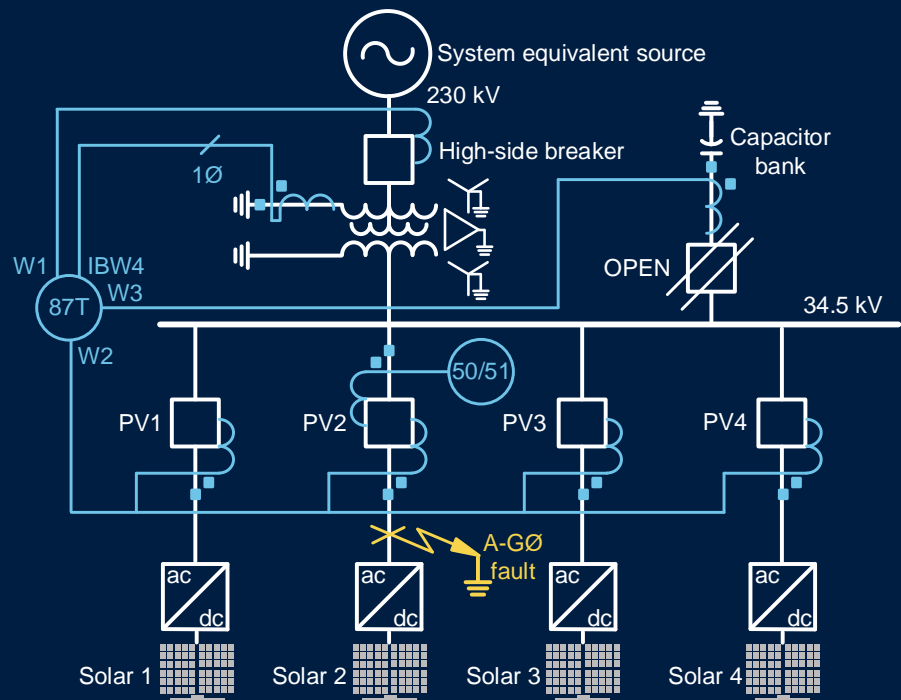 System equivalent source
230 kV
High-side breaker
Capacitor
bank
1Ø
OPEN
W1
IBW4
W3
87T
34.5 kV
W2
50/51
PV1
PV2
PV3
PV4
A-GØ
fault
ac
dc
ac
dc
ac
dc
ac
dc
Solar 1
Solar 2
Solar 3
Solar 4